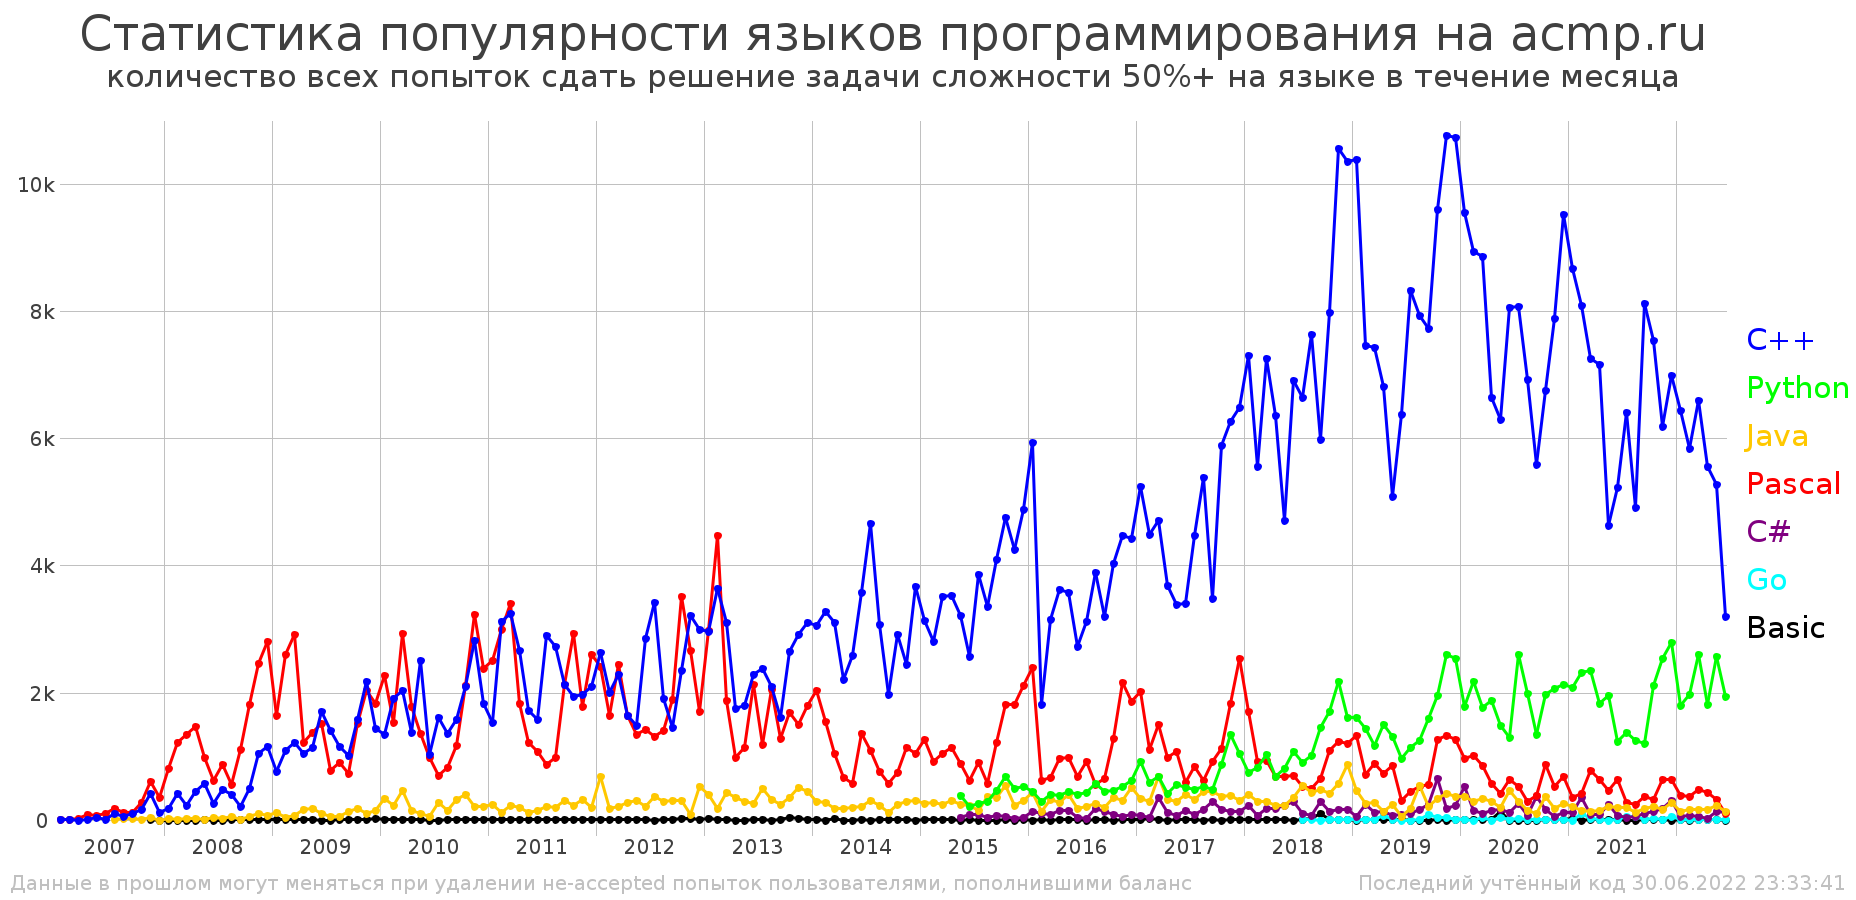 Статистика популярности языков программирования на acmp.ru
количество всех попыток сдать решение задачи сложности 50%+ на языке в течение месяца
10k
8k
6k
4k
2k
0
C++
Python
Java
Pascal
C#
Go
Basic
2007 2008 2009 2010 2011 2012 2013 2014 2015 2016 2017 2018 2019 2020 2021
Данные в прошлом могут меняться при удалении не-accepted попыток пользователями, пополнившими баланс
Последний учтённый код 30.06.2022 23:33:41